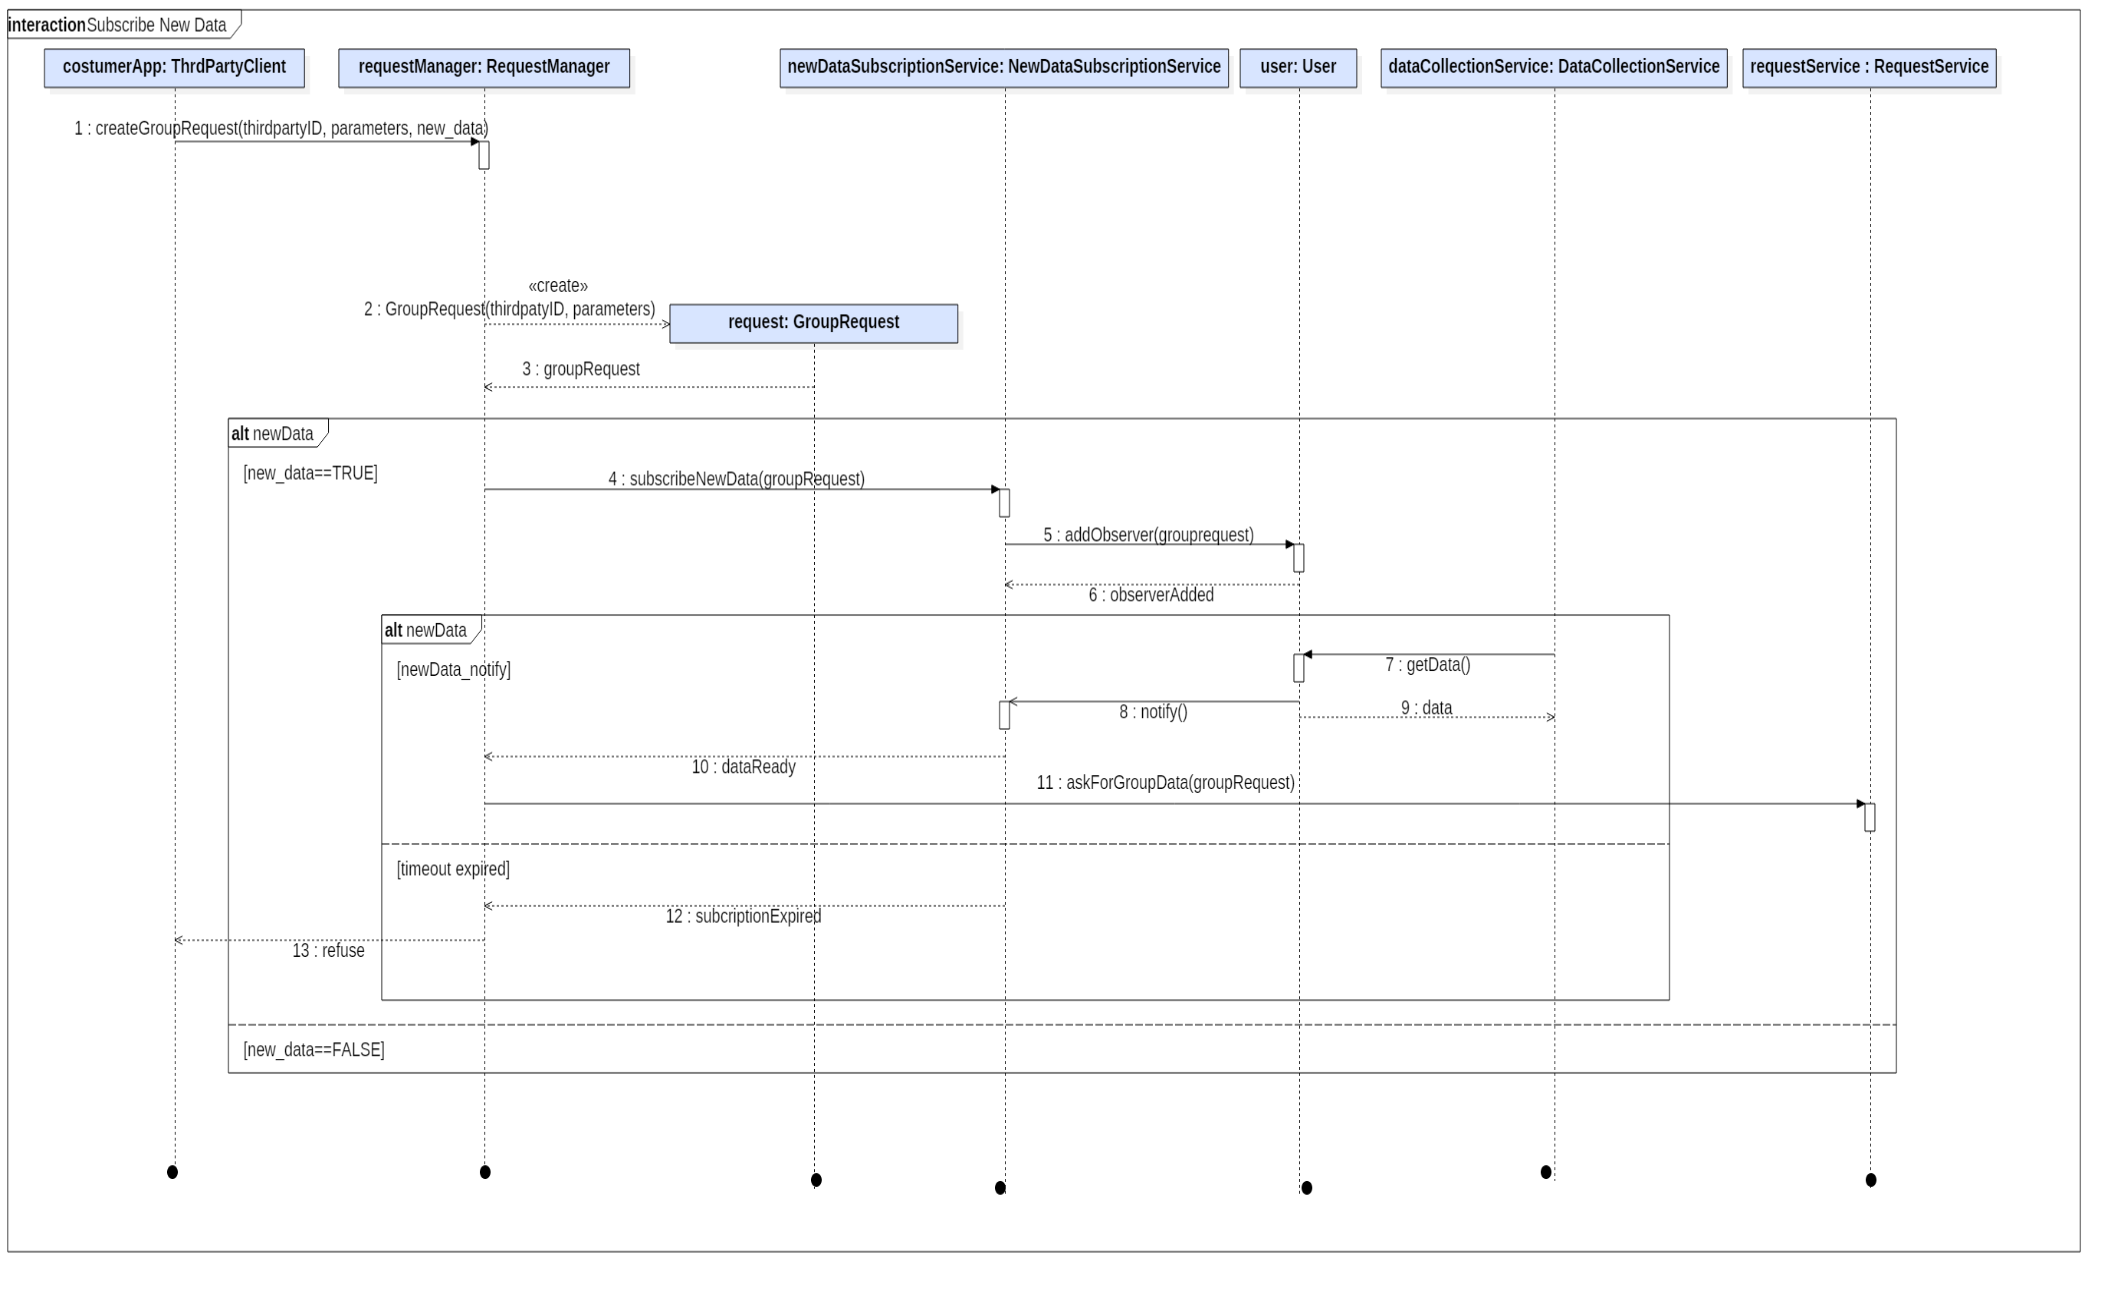 interaction Subscribe New Data
costumerApp: ThrdPartyClient
requestManager: RequestManager
newDataSubscriptionService: NewDataSubscriptionService
user: User
dataCollectionService: DataCollectionService
requestService : RequestService
1 : createGroupRequest(thirdpartyID, parameters, new_data)
«create»
2 : GroupRequest(thirdpatyID, parameters)
request: GroupRequest
3 : groupRequest
alt newData
[new_data==TRUE]
4 : subscribeNewData(groupRequest)
5 : addObserver(grouprequest)
6 : observerAdded
alt newData
[newData_notify]
7 : getData()
8 : notify()
9 : data
10 : dataReady
11 : askForGroupData(groupRequest)
[timeout expired]
12 : subcriptionExpired
13 : refuse
[new_data==FALSE]